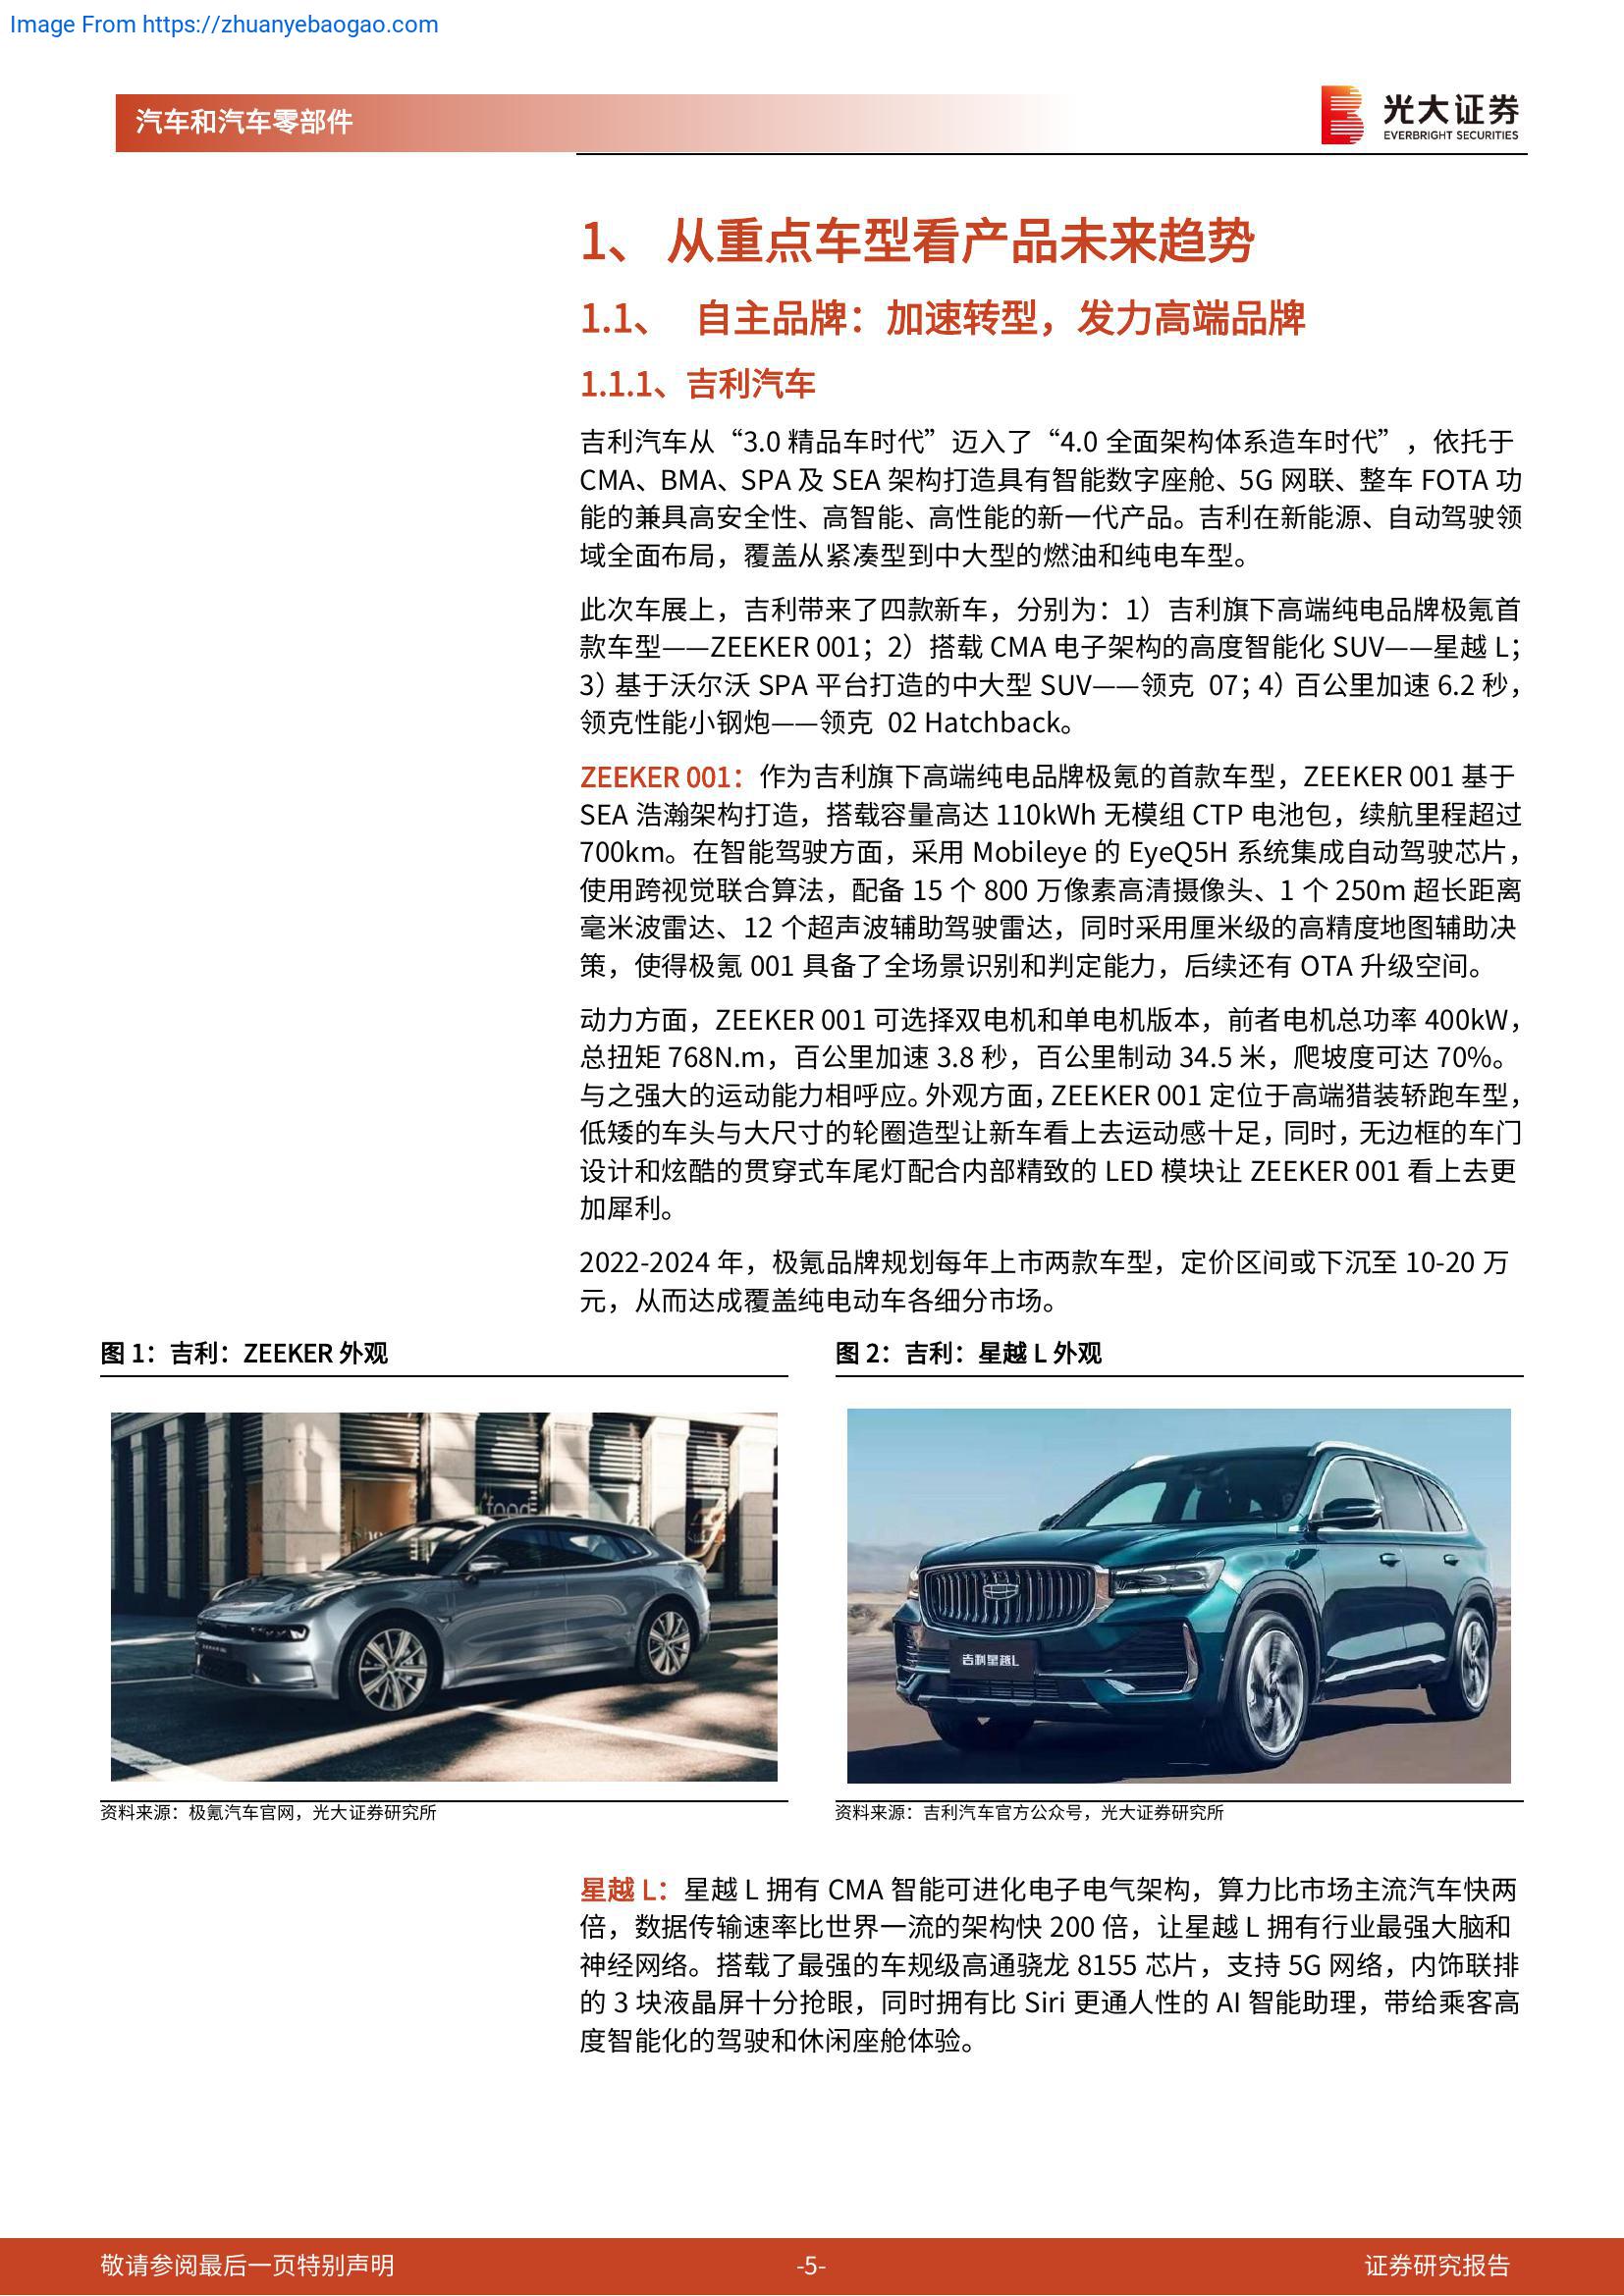 Image From https://zhuanyebaogao.com
汽车和汽车零部件
光大证券
EVERBRIGHT SECURITIES
1、 从重点车型看产品未来趋势
1.1、 自主品牌：加速转型，发力高端品牌
1.1.1、吉利汽车
吉利汽车从“3.0 精品车时代”迈入了“4.0 全面架构体系造车时代”，依托于
CMA、BMA、SPA 及 SEA 架构打造具有智能数字座舱、5G 网联、整车 FOTA 功
能的兼具高安全性、高智能、高性能的新一代产品。吉利在新能源、自动驾驶领
域全面布局，覆盖从紧凑型到中大型的燃油和纯电车型。
此次车展上，吉利带来了四款新车，分别为：1）吉利旗下高端纯电品牌极氪首
款车型——ZEEKER 001；2）搭载 CMA 电子架构的高度智能化 SUV——星越 L；
3）基于沃尔沃 SPA 平台打造的中大型 SUV——领克 07；4）百公里加速 6.2 秒，
领克性能小钢炮——领克 02 Hatchback。
ZEEKER 001：作为吉利旗下高端纯电品牌极氪的首款车型，ZEEKER 001 基于
SEA 浩瀚架构打造，搭载容量高达 110kWh 无模组 CTP 电池包，续航里程超过
700km。在智能驾驶方面，采用 Mobileye 的 EyeQ5H 系统集成自动驾驶芯片，
使用跨视觉联合算法，配备 15 个 800 万像素高清摄像头、1 个 250m 超长距离
毫米波雷达、12 个超声波辅助驾驶雷达，同时采用厘米级的高精度地图辅助决
策，使得极氪 001 具备了全场景识别和判定能力，后续还有 OTA 升级空间。
动力方面，ZEEKER 001 可选择双电机和单电机版本，前者电机总功率 400kW，
总扭矩 768N.m，百公里加速 3.8 秒，百公里制动 34.5 米，爬坡度可达 70%。
与之强大的运动能力相呼应。外观方面，ZEEKER 001 定位于高端猎装轿跑车型，
低矮的车头与大尺寸的轮圈造型让新车看上去运动感十足，同时，无边框的车门
设计和炫酷的贯穿式车尾灯配合内部精致的 LED 模块让 ZEEKER 001 看上去更
加犀利。
2022-2024 年，极氪品牌规划每年上市两款车型，定价区间或下沉至 10-20 万
元，从而达成覆盖纯电动车各细分市场。
图 1：吉利：ZEEKER 外观
图 2：吉利：星越 L 外观
food
吉利星越L
资料来源：极氪汽车官网，光大证券研究所
资料来源：吉利汽车官方公众号，光大证券研究所
星越 L：星越 L 拥有 CMA 智能可进化电子电气架构，算力比市场主流汽车快两
倍，数据传输速率比世界一流的架构快 200 倍，让星越 L 拥有行业最强大脑和
神经网络。搭载了最强的车规级高通骁龙 8155 芯片，支持 5G 网络，内饰联排
的 3 块液晶屏十分抢眼，同时拥有比 Siri 更通人性的 AI 智能助理，带给乘客高
度智能化的驾驶和休闲座舱体验。
敬请参阅最后一页特别声明
-5-
证券研究报告